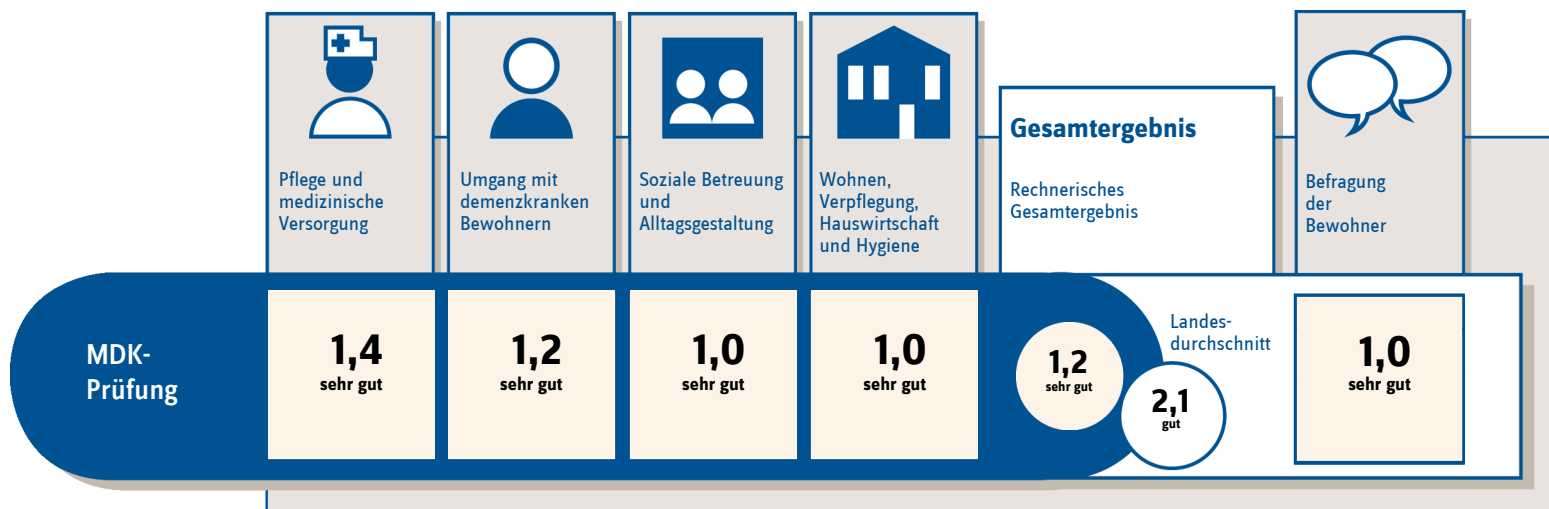 Pflege und
medizinische
Versorgung
Umgang mit
demenzkranken
Bewohnern
Soziale Betreuung
und
Alltagsgestaltung
Wohnen,
Verpflegung,
Hauswirtschaft
und Hygiene
Gesamtergebnis
Rechnerisches
Gesamtergebnis
Befragung
der
Bewohner
MDK-
Prüfung
1,4
sehr gut
1,2
sehr gut
1,0
sehr gut
1,0
sehr gut
1,2
sehr gut
Landes-
durchschnitt
2,1
gut
1,0
sehr gut